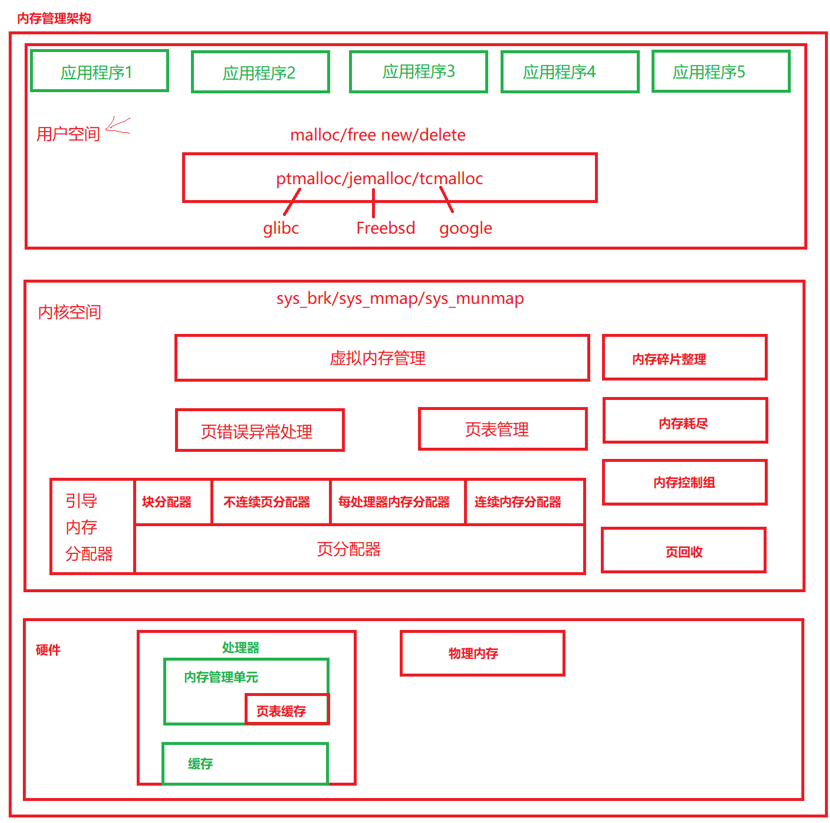 内存管理架构
应用程序1
应用程序2
应用程序3
应用程序4
应用程序5
用户空间
malloc/free new/delete
ptmalloc/jemalloc/tcmalloc
glibc
Freebsd
google
内核空间
sys_brk/sys_mmap/sys_munmap
虚拟内存管理
内存碎片整理
页错误异常处理
页表管理
内存耗尽
内存控制组
引导
内存
分配器
块分配器
不连续页分配器
每处理器内存分配器
连续内存分配器
页分配器
页回收
硬件
处理器
内存管理单元
页表缓存
缓存
物理内存